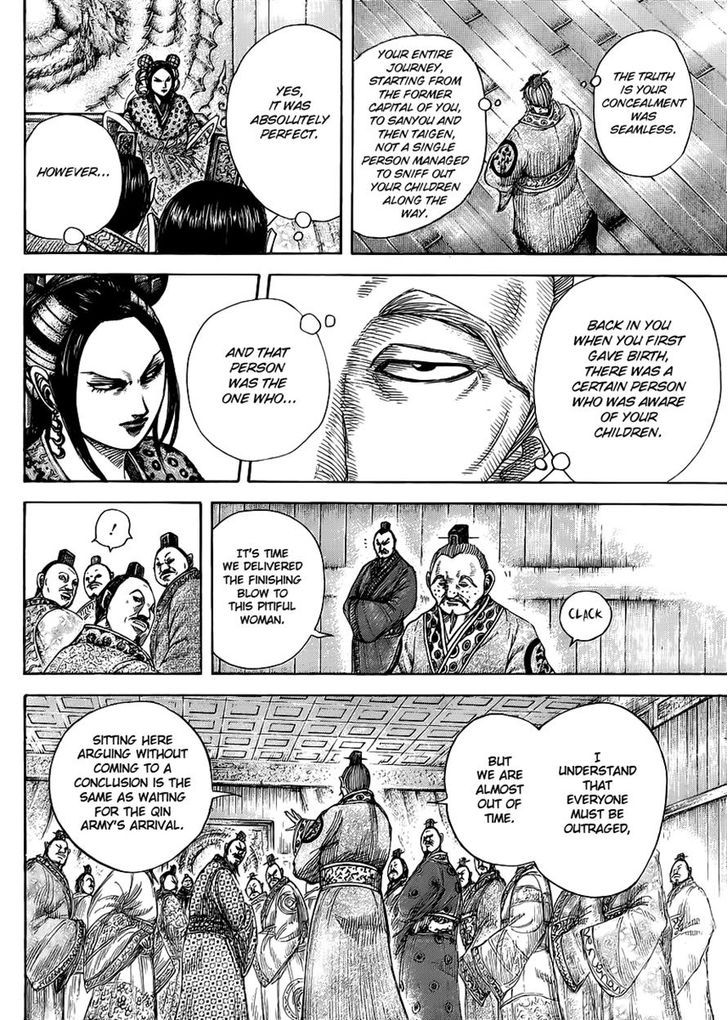 THE TRUTH
IS YOUR
CONCEALMENT
WAS
SEAMLESS.
YOUR ENTIRE
JOURNEY,
STARTING FROM
THE FORMER
CAPITAL OF YOU,
TO SANYOU AND
THEN TAIGEN,
NOT A SINGLE
PERSON MANAGED
TO SNIFF OUT
YOUR CHILDREN
ALONG THE
WAY.
YES,
IT WAS
ABSOLUTELY
PERFECT.
HOWEVER...
BACK IN YOU
WHEN YOU FIRST
GAVE BIRTH,
THERE WAS A
CERTAIN PERSON
WHO WAS AWARE
OF YOUR
CHILDREN.
AND THAT
PERSON
WAS THE
ONE WHO...
CLACK
IT'S TIME
WE DELIVERED
THE FINISHING
BLOW TO
THIS PITIFUL
WOMAN.
!
I
UNDERSTAND
THAT
EVERYONE
MUST BE
OUTRAGED,
BUT
WE ARE
ALMOST
OUT OF
TIME.
SITTING HERE
ARGUING WITHOUT
COMING TO A
CONCLUSION IS THE
SAME AS WAITING
FOR THE QIN
ARMY'S ARRIVAL.